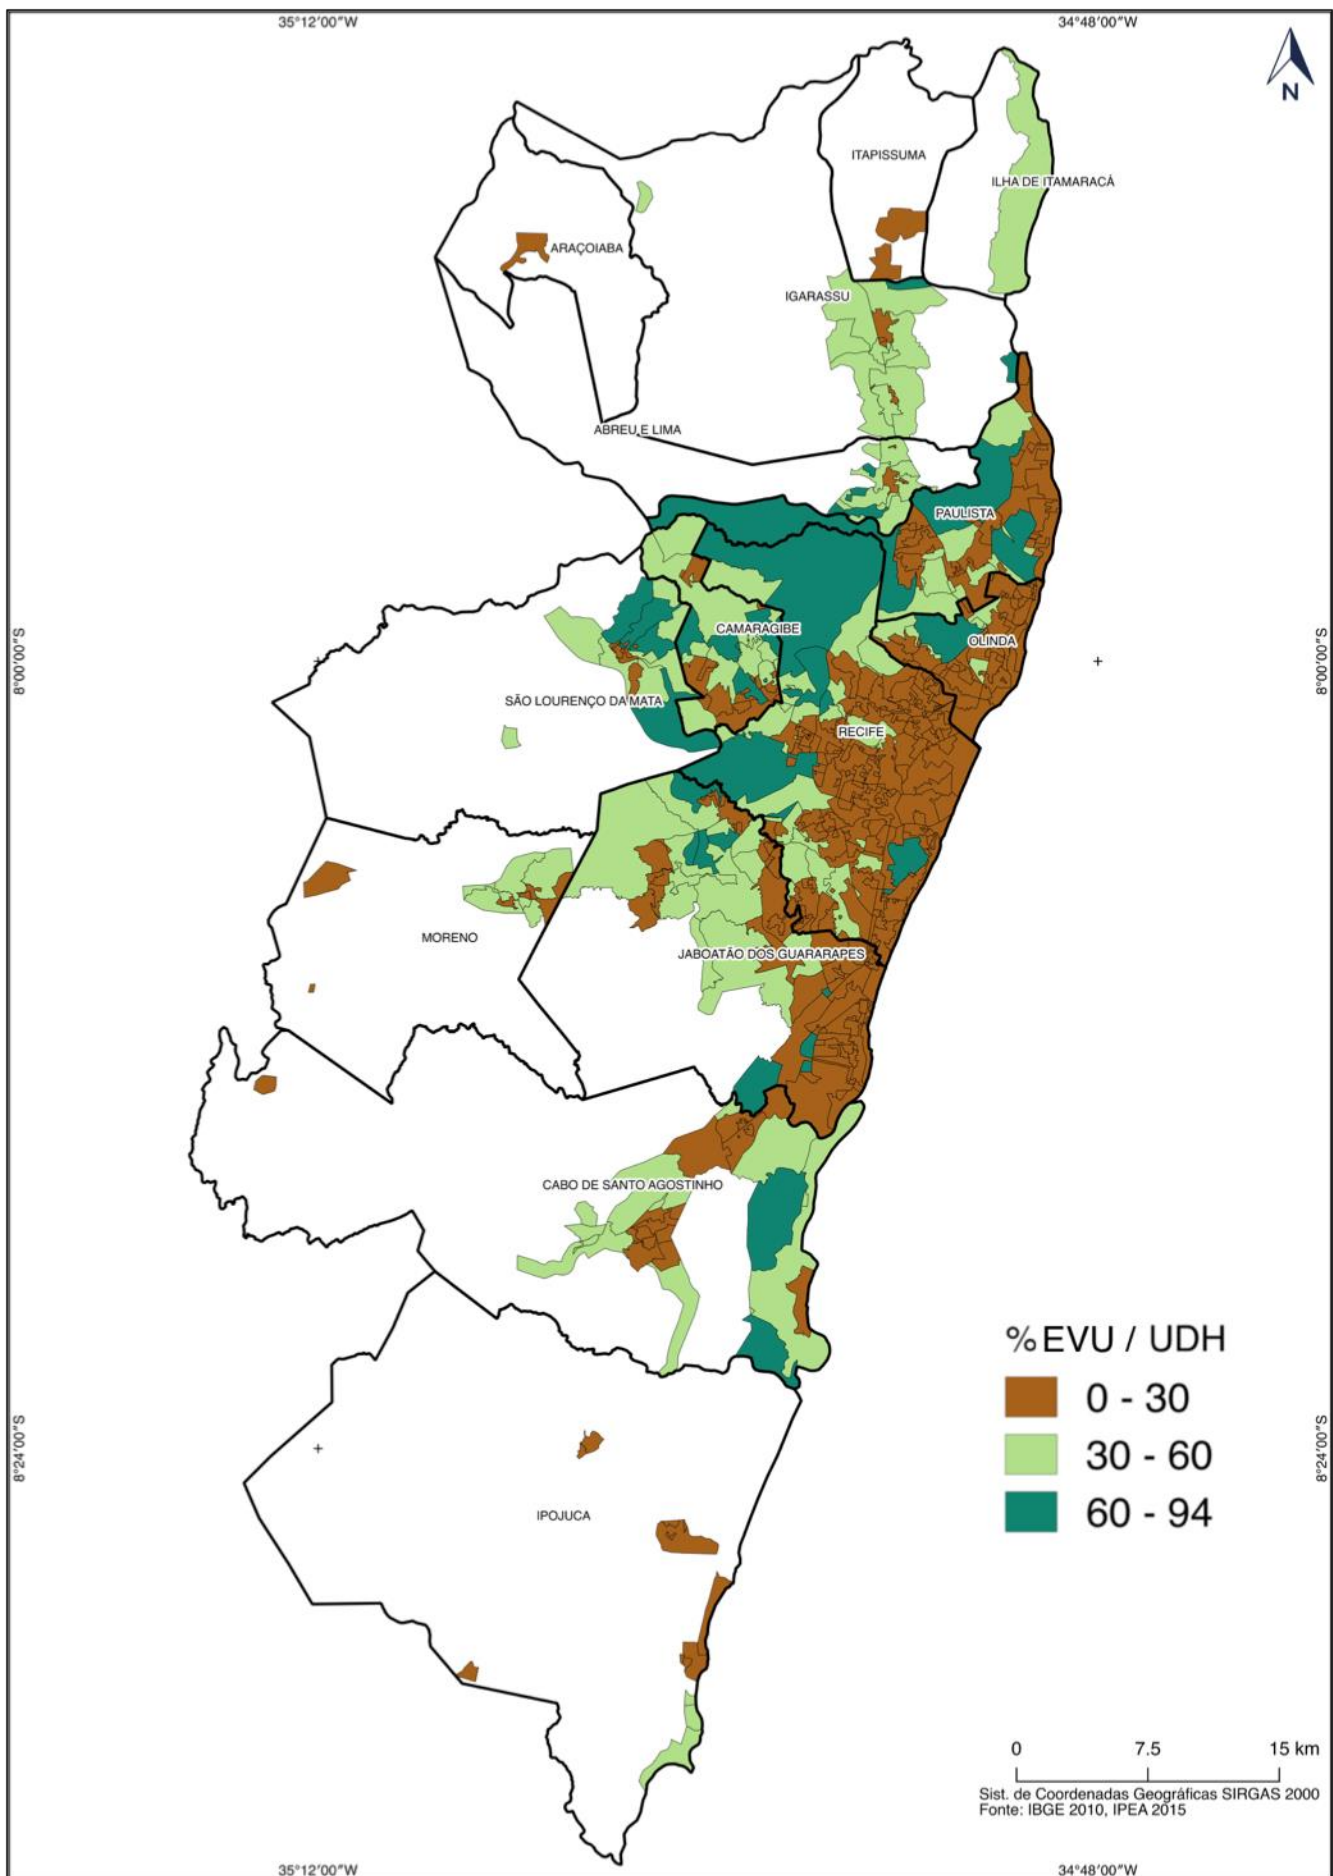 35°12'00"W
34°48'00"W
N
ITAPISSUMA
ILHA DE ITAMARACÁ
ARAÇOIABA
IGARASSU
ABREU E LIMA
PAULISTA
CAMARAGIBE
OLINDA
8°00'00"S
8°00'00"S
SÃO LOURENÇO DA MATA
RECIFE
MORENO
JABOATÃO DOS GUARARAPES
CABO DE SANTO AGOSTINHO
%EVU / UDH
0 - 30
30 - 60
60 - 94
8°24'00"S
8°24'00"S
IPOJUCA
0 7.5 15 km
Sist. de Coordenadas Geográficas SIRGAS 2000
Fonte: IBGE 2010, IPEA 2015
35°12'00"W
34°48'00"W